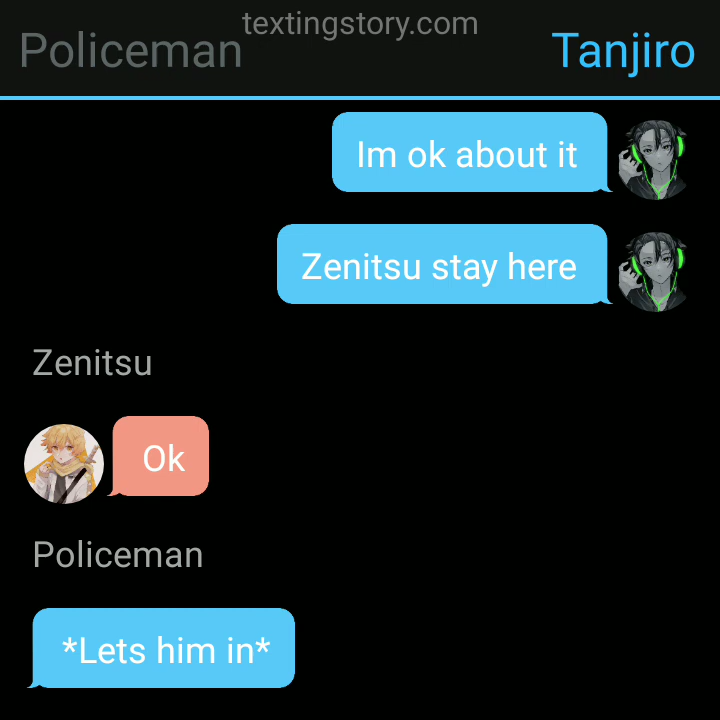 textingstory.com
Policeman
Tanjiro
Im ok about it
Zenitsu stay here
Zenitsu
Ok
Policeman
*Lets him in*